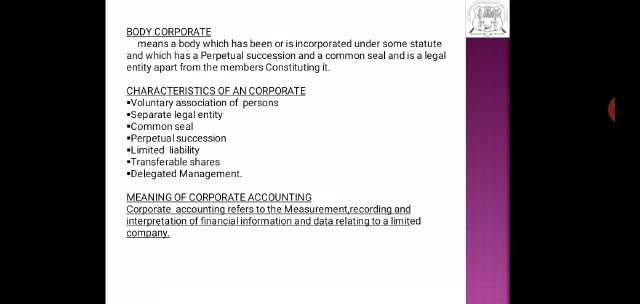 BODY CORPORATE
means a body which has been or is incorporated under some statute
and which has a Perpetual succession and a common seal and is a legal
entity apart from the members Constituting it.
CHARACTERISTICS OF AN CORPORATE
▪Voluntary association of persons
▪Separate legal entity
▪Common seal
▪Perpetual succession
▪Limited liability
▪Transferable shares
▪Delegated Management.
MEANING OF CORPORATE ACCOUNTING
Corporate accounting refers to the Measurement,recording and
interpretation of financial information and data relating to a limited
company.